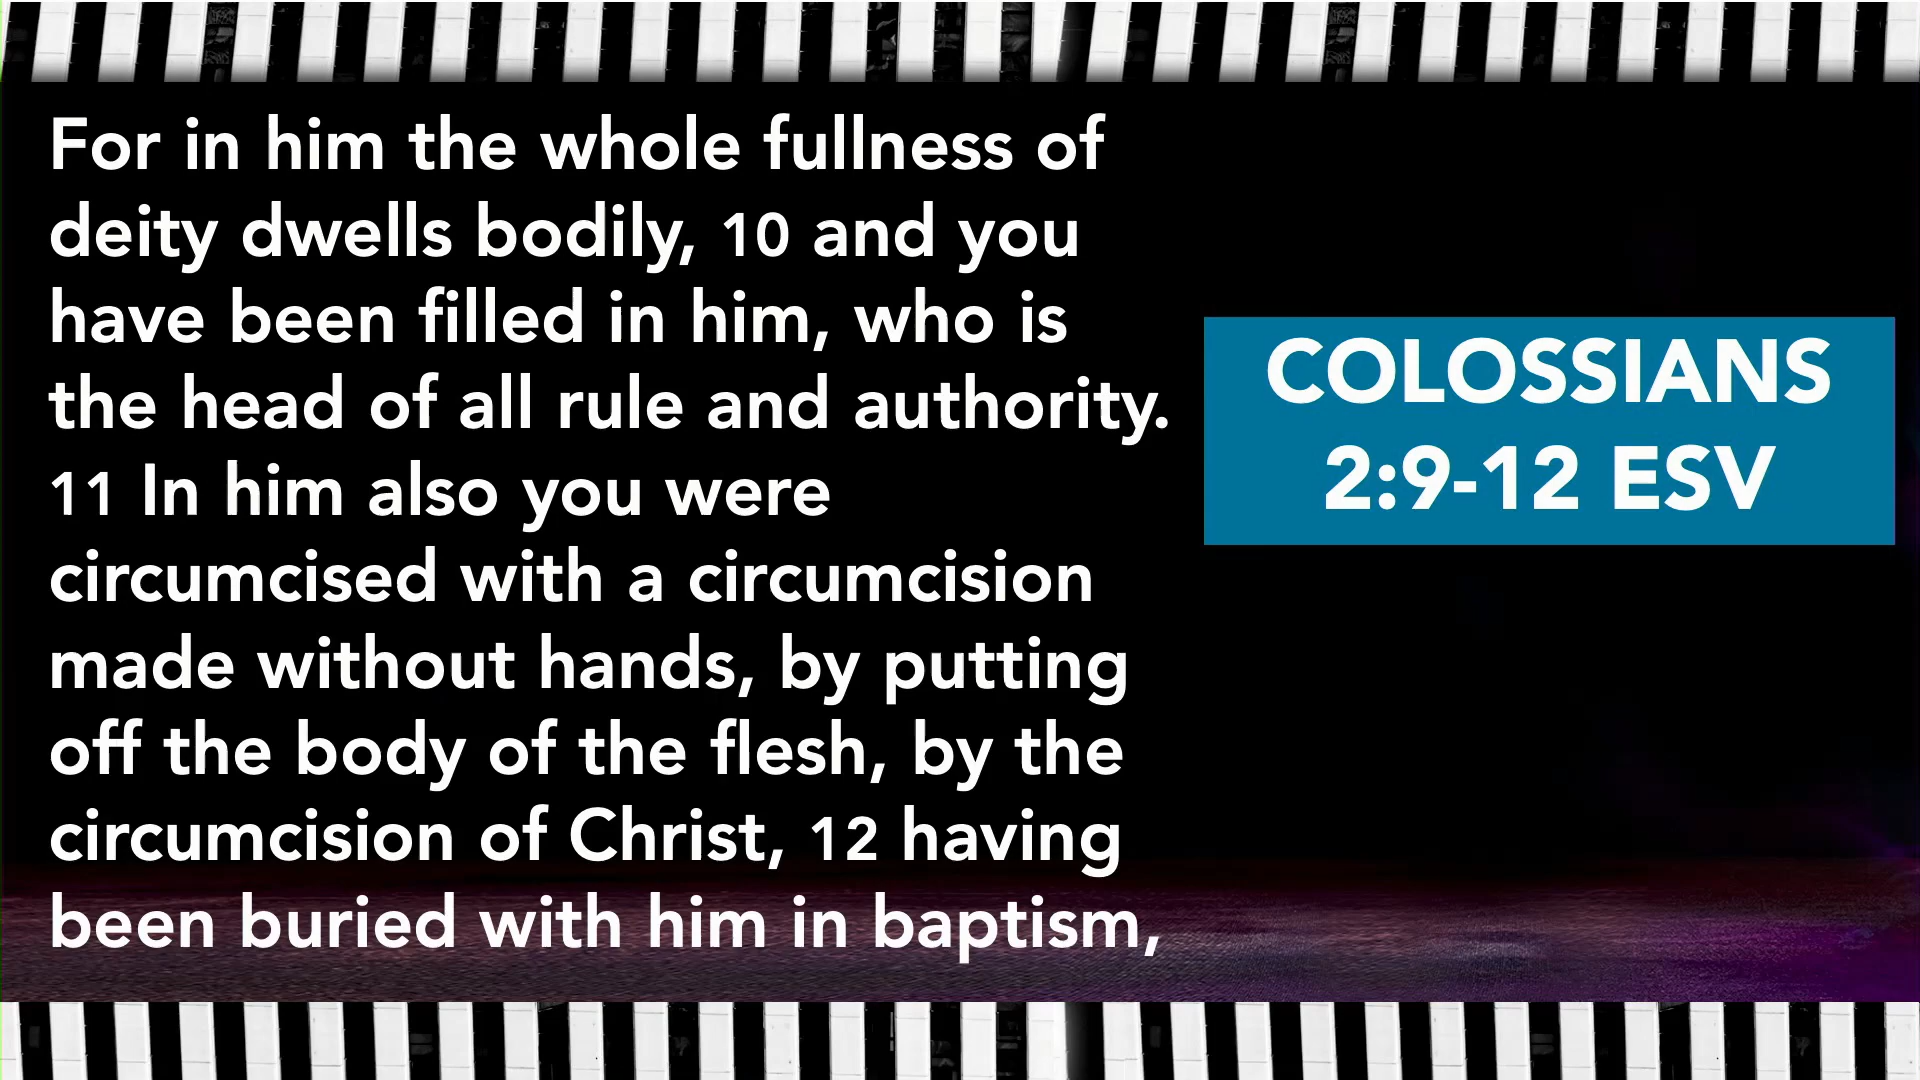 For in him the whole fullness of
deity dwells bodily, 10 and you
have been filled in him, who is
the head of all rule and authority.
11 In him also you were
circumcised with a circumcision
made without hands, by putting
off the body of the flesh, by the
circumcision of Christ, 12 having
been buried with him in baptism,
COLOSSIANS
2:9-12 ESV